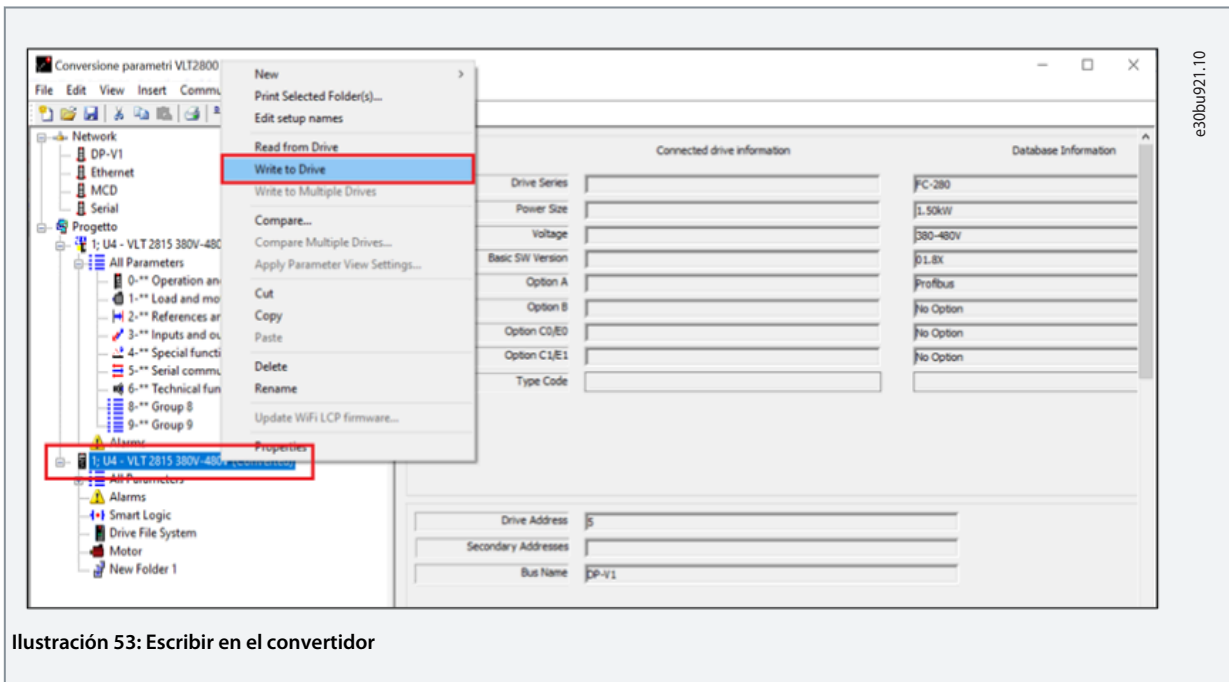 Conversione parametri VLT2800
File Edit View Insert Commu
Network
DP-V1
Ethernet
MCD
Serial
Progetto
1; U4 - VLT 2815 380V-480
All Parameters
0-** Operation an
1-** Load and mo
2-** References ar
3-** Inputs and ou
4-** Special functi
5-** Serial commu
6-** Technical fun
8-** Group 8
9-** Group 9
Alarms
1; U4 - VLT 2815 380V-480V (Converted)
All Parameters
Alarms
Smart Logic
Drive File System
Motor
New Folder 1
New
Print Selected Folder(s)...
Edit setup names
Read from Drive
Write to Drive
Write to Multiple Drives
Compare...
Compare Multiple Drives...
Apply Parameter View Settings...
Cut
Copy
Paste
Delete
Rename
Update WiFi LCP firmware...
Properties
Connected drive information Database Information
Drive Series FC-280
Power Size 1.50kW
Voltage 380-480V
Basic SW Version 01.8X
Option A Profibus
Option B No Option
Option C0/E0 No Option
Option C1/E1 No Option
Type Code
Drive Address 5
Secondary Addresses
Bus Name DP-V1
e30bu921.10
Ilustración 53: Escribir en el convertidor